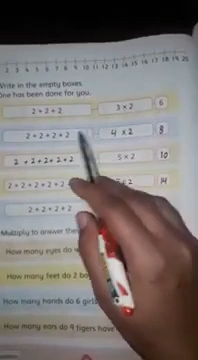 2 3 4 5 6 7 8 9 10 11 12 13 14 15 16 17 18 19 20
Write in the empty boxes
One has been done for you.
2 + 2 + 2 3 × 2 6
2 + 2 + 2 + 2 4 × 2 8
2 + 2 + 2 + 2 + 2 5 × 2 10
2 + 2 + 2 + 2 + 2 × 2 14
2 + 2 + 2 + 2
Multiply to answer
How many eyes do
How many feet do 2
How many hands do 6 girls
How many ears do 9 tigers have